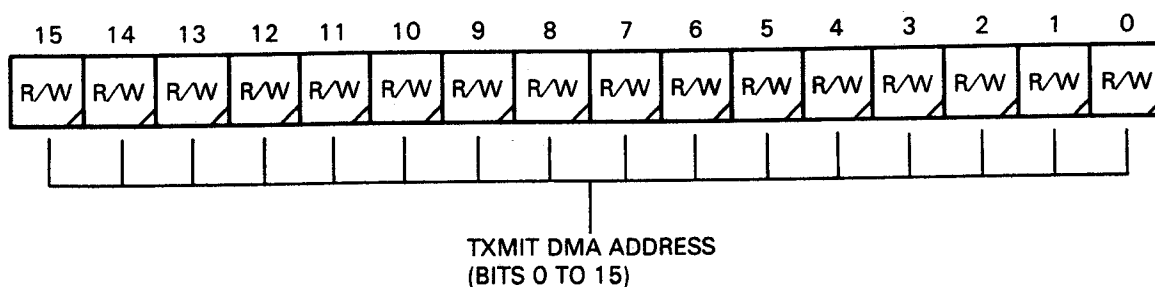 15 14 13 12 11 10 9 8 7 6 5 4 3 2 1 0
R/W R/W R/W R/W R/W R/W R/W R/W R/W R/W R/W R/W R/W R/W R/W R/W
TXMIT DMA ADDRESS
(BITS 0 TO 15)